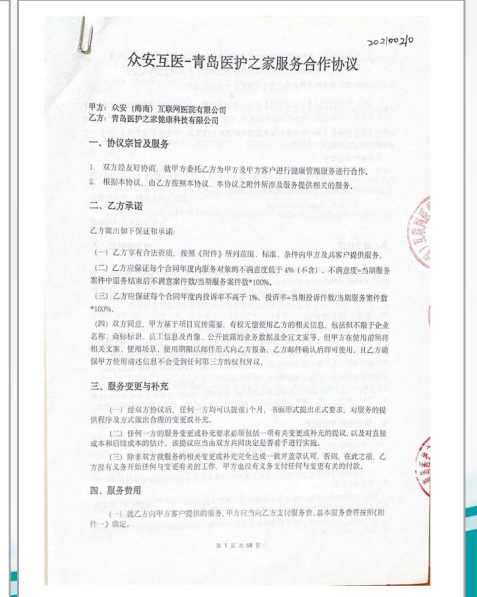 20210020
众安互医-青岛医护之家服务合作协议
甲方：众安（海南）互联网医院有限公司
乙方：青岛医护之家健康科技有限公司
一、协议宗旨及服务
1. 双方经友好协商，就甲方委托乙方为甲方及甲方客户进行健康管理服务进行合作。
2. 根据本协议，由乙方按照本协议、本协议之附件所涉及服务提供相关的服务。
二、乙方承诺
乙方做出如下保证和承诺：
（一）乙方享有合法资质，按照《附件》所列范围、标准、条件向甲方及其客户提供服务。
（二）乙方应保证每个合同年度内服务对象的不满意度低于 4%（不含），不满意度=当期服务
案件中服务结束后不满意案件数/当期服务案件数*100%。
（三）乙方应保证每个合同年度内投诉率不高于 1%，投诉率=当期投诉件数/当期服务案件数
*100%。
（四）双方同意，甲方基于项目宣传需要，有权无偿使用乙方的相关信息，包括但不限于企业
名称、商标标识、员工信息及肖像、公开披露的业务数据及企宣文案等，但甲方在使用前须将
相关文案、使用场景、使用期限以邮件形式向乙方报备，乙方邮件确认后即可使用，且乙方确
保甲方使用前述信息不会受到任何第三方的权利异议。
三、服务变更与补充
（一）经双方协议后，任何一方均可以提前1个月，书面形式提出正式要求，对服务的提
供程序及方式做出合理的变更或补充。
（二）任何一方的服务变更或补充要求必须包括一项有关变更或补充的提议，以及对直接
成本和后续成本的估计。该提议应当由双方共同决定是否着手进行实施。
（三）除非双方就服务的相关变更或补充完全达成一致并盖章认可，否则，在此之前，乙
方没有义务开始任何与变更有关的工作，甲方也没有义务支付任何与变更有关的付款。
四、服务费用
（一）就乙方向甲方客户提供的服务，甲方应当向乙方支付服务费，基本服务费将按照《附
件一》确定。
第 1 页 共 页